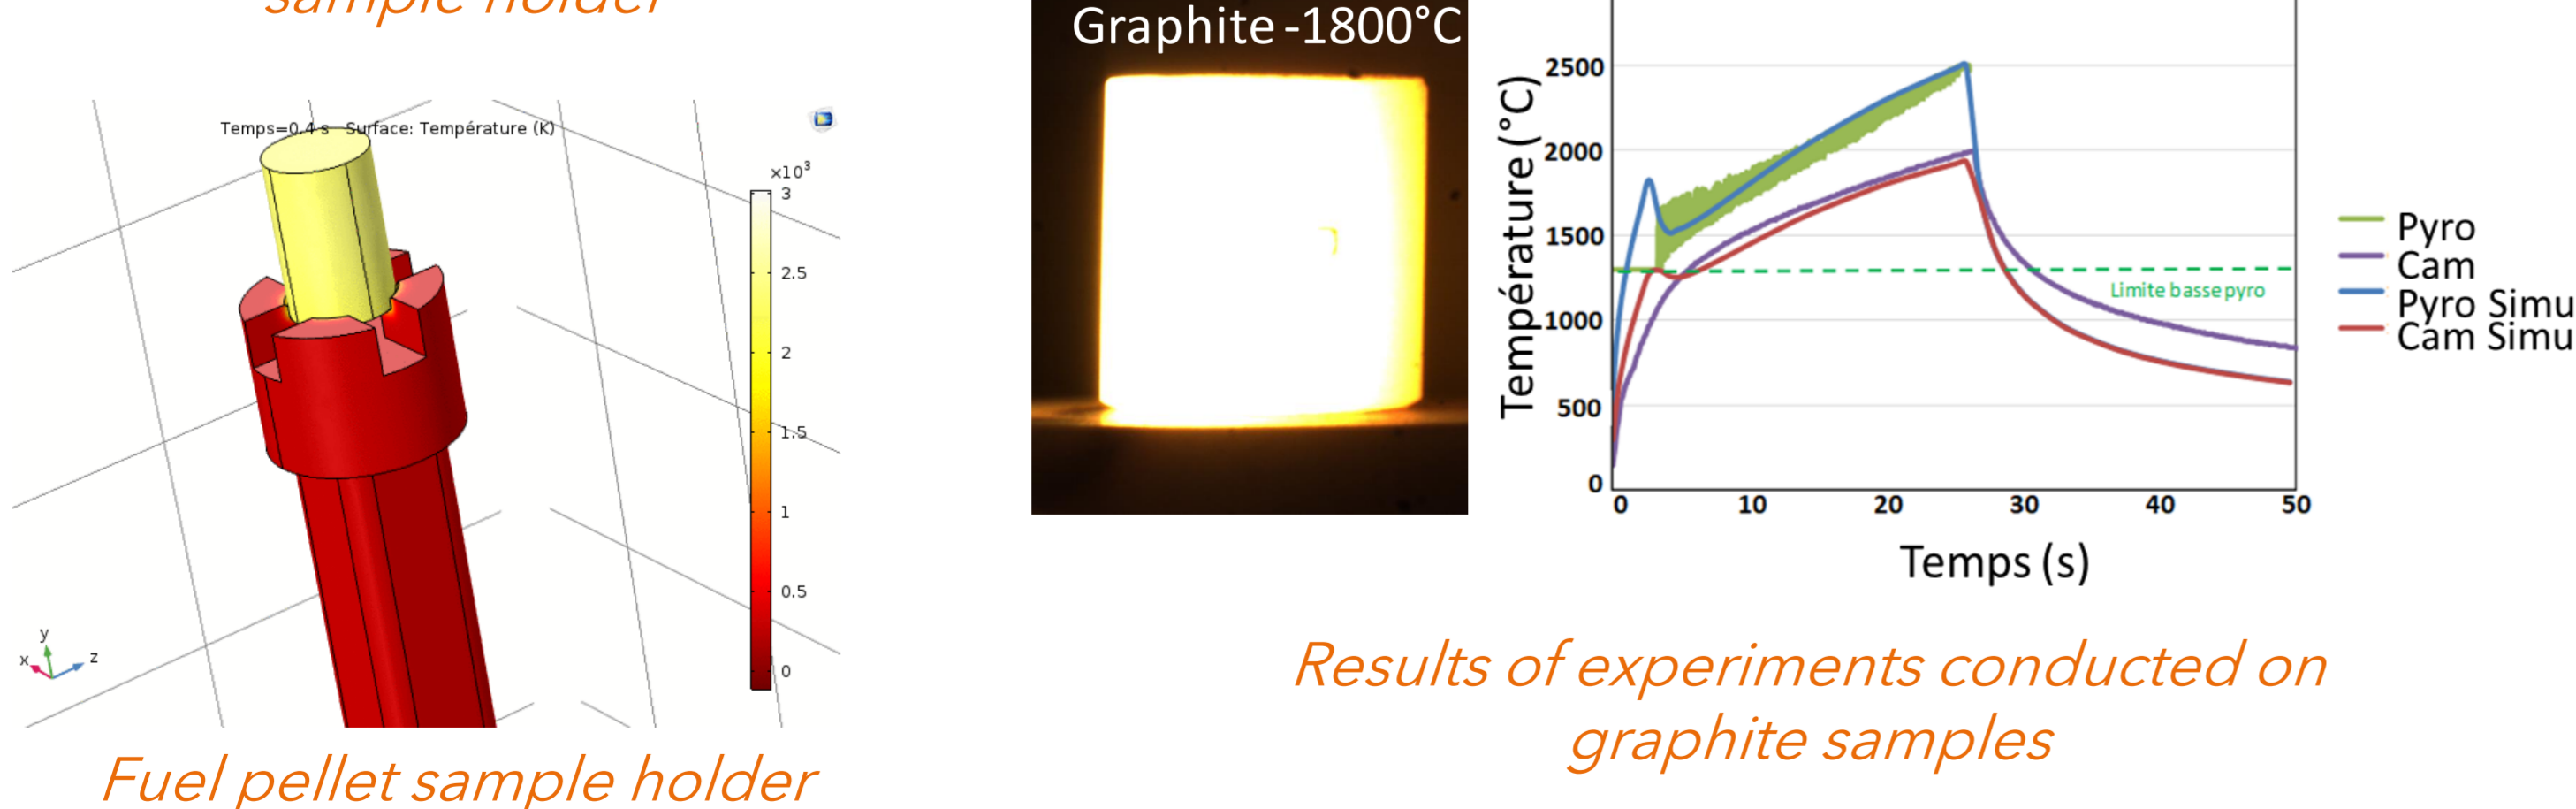 sample holder
Temps=0.4 s Surface: Température (K)
×10³
3
2.5
2
1.5
1
0.5
0
y
x
z
Fuel pellet sample holder
Graphite -1800°C
Température (°C)
2500
2000
1500
1000
500
0
0 10 20 30 40 50
Temps (s)
Limite basse pyro
Pyro
Cam
Pyro Simu
Cam Simu
Results of experiments conducted on
graphite samples